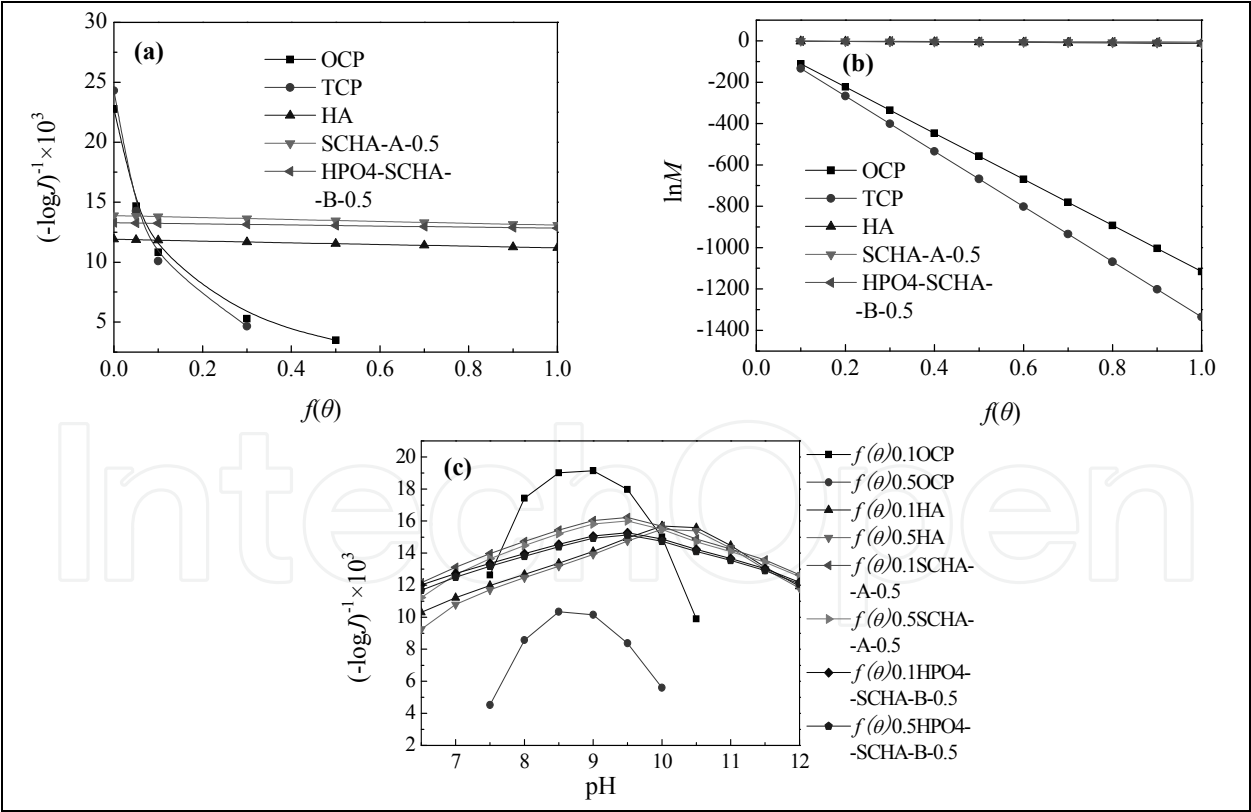 (a)
30
25
20
15
10
5
(-logJ)⁻¹×10³
OCP
TCP
HA
SCHA-A-0.5
HPO4-SCHA-
-B-0.5
0.0 0.2 0.4 0.6 0.8 1.0
f(θ)
(b)
0
-200
-400
-600
-800
-1000
-1200
-1400
lnM
OCP
TCP
HA
SCHA-A-0.5
HPO4-SCHA-
-B-0.5
0.0 0.2 0.4 0.6 0.8 1.0
f(θ)
(c)
20
18
16
14
12
10
8
6
4
2
(-logJ)⁻¹×10³
7 8 9 10 11 12
pH
f(θ)0.1OCP
f(θ)0.5OCP
f(θ)0.1HA
f(θ)0.5HA
f(θ)0.1SCHA-
-A-0.5
f(θ)0.5SCHA-
-A-0.5
f(θ)0.1HPO4-
-SCHA-B-0.5
f(θ)0.5HPO4-
-SCHA-B-0.5
IntechOpen